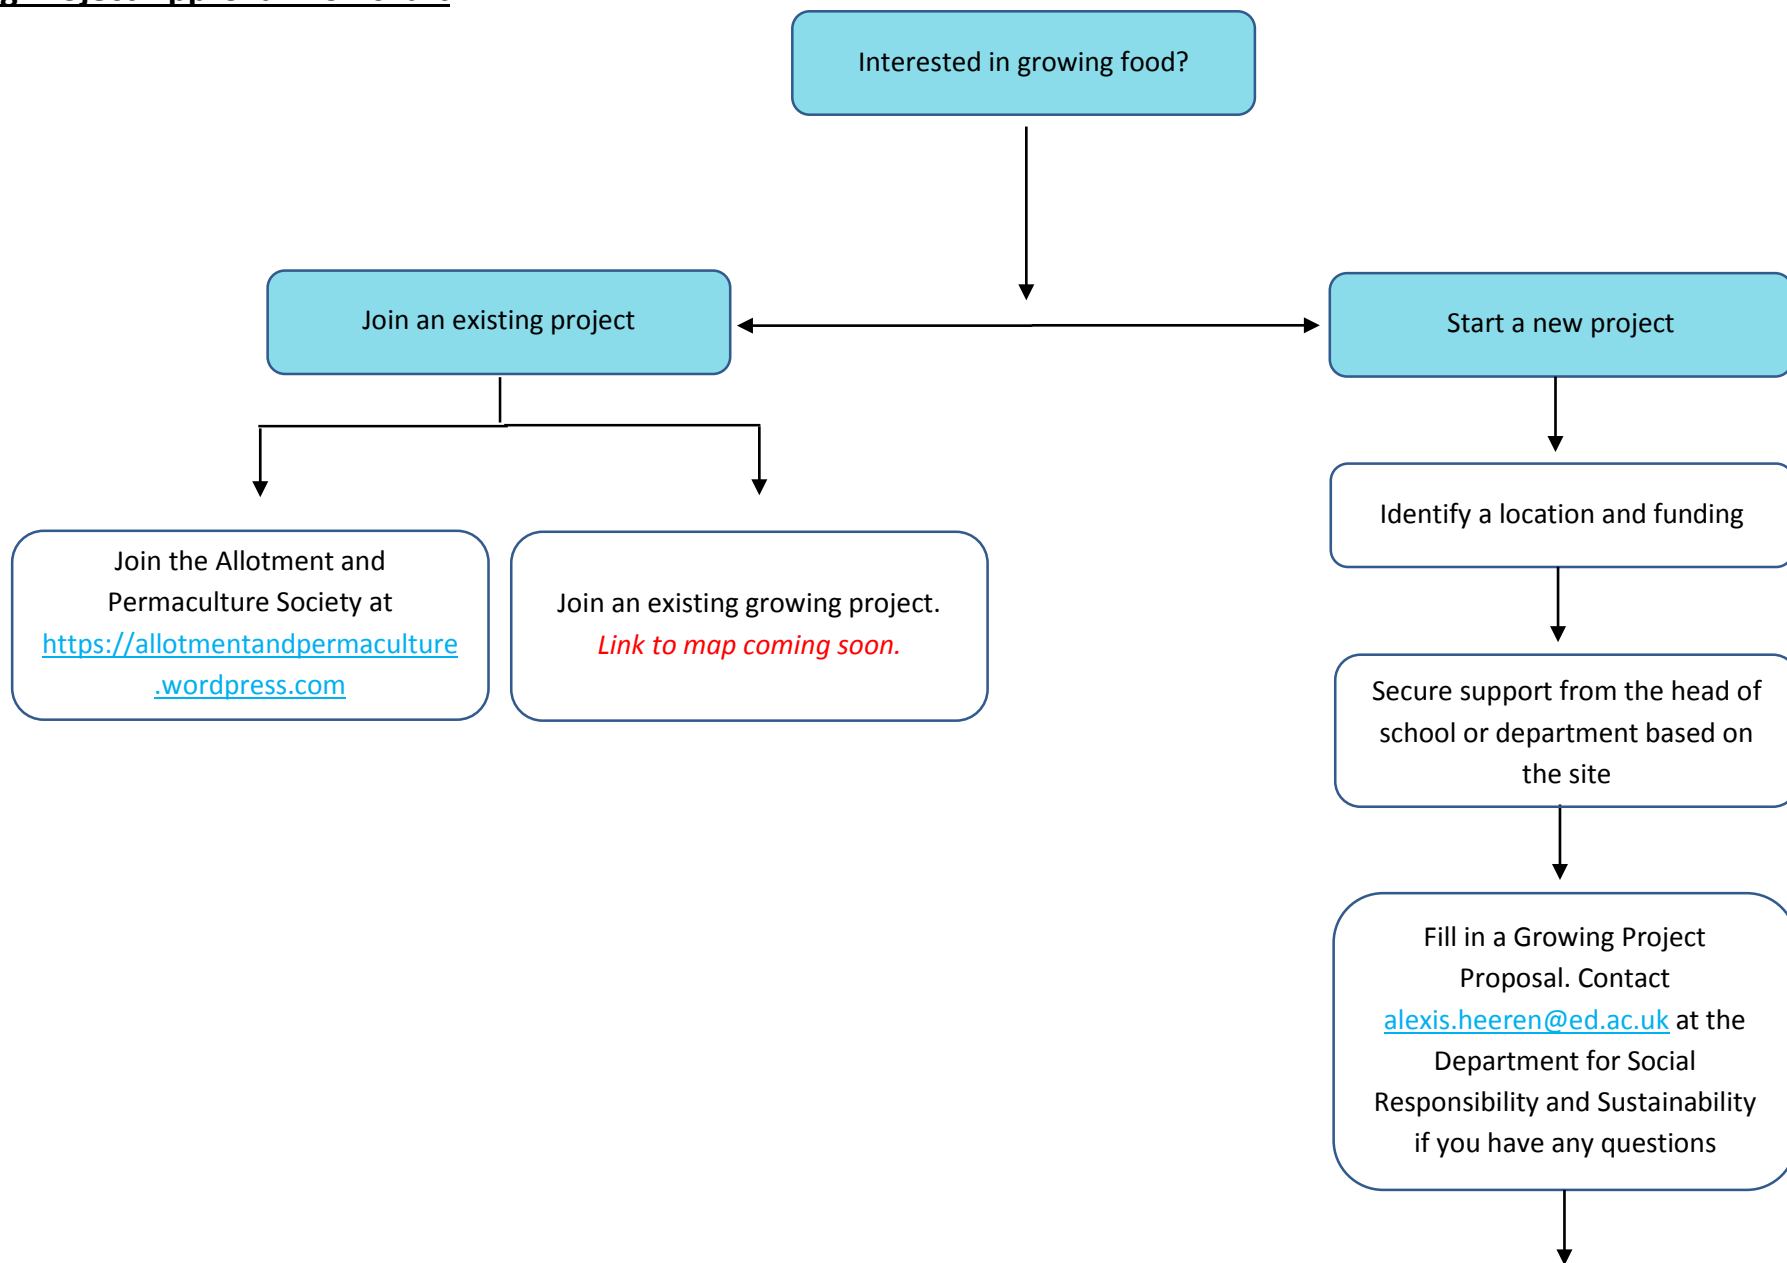 Interested in growing food?
Join an existing project
Start a new project
Join the Allotment and
Permaculture Society at
https://allotmentandpermaculture
.wordpress.com
Join an existing growing project.
Link to map coming soon.
Identify a location and funding
Secure support from the head of
school or department based on
the site
Fill in a Growing Project
Proposal. Contact
alexis.heeren@ed.ac.uk at the
Department for Social
Responsibility and Sustainability
if you have any questions